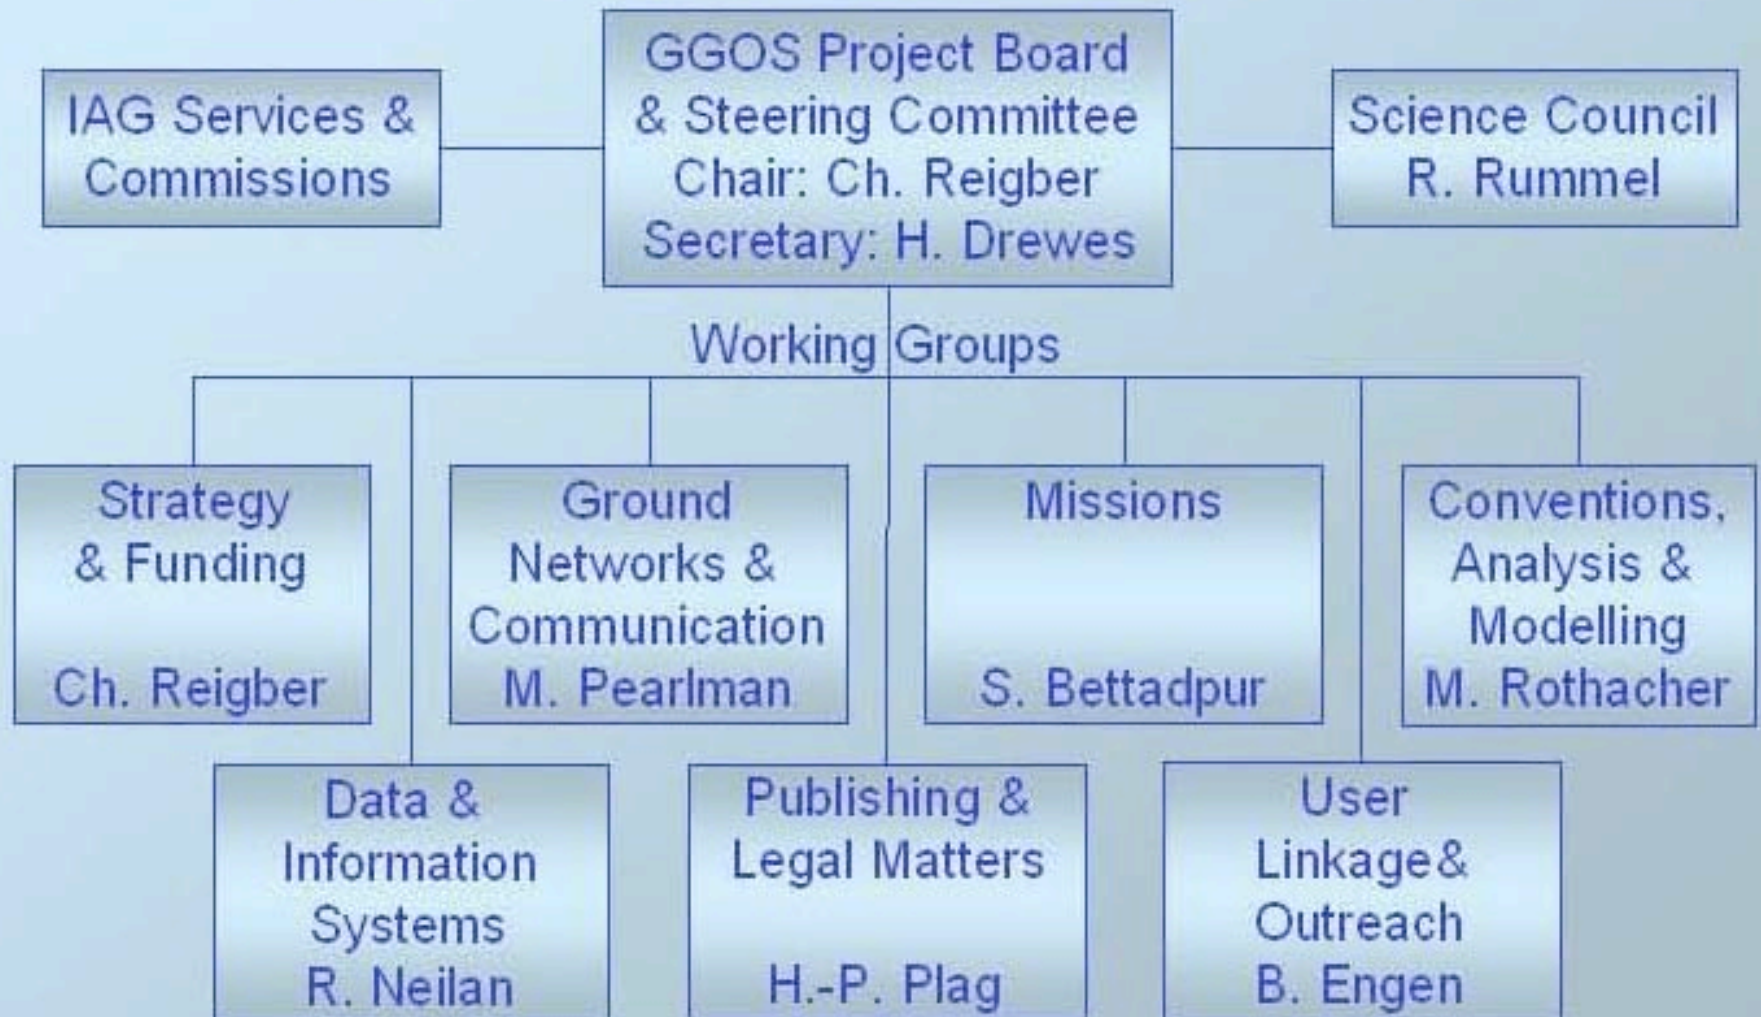 IAG Services &
Commissions
GGOS Project Board
& Steering Committee
Chair: Ch. Reigber
Secretary: H. Drewes
Science Council
R. Rummel
Working Groups
Strategy
& Funding
Ch. Reigber
Ground
Networks &
Communication
M. Pearlman
Missions
S. Bettadpur
Conventions,
Analysis &
Modelling
M. Rothacher
Data &
Information
Systems
R. Neilan
Publishing &
Legal Matters
H.-P. Plag
User
Linkage&
Outreach
B. Engen